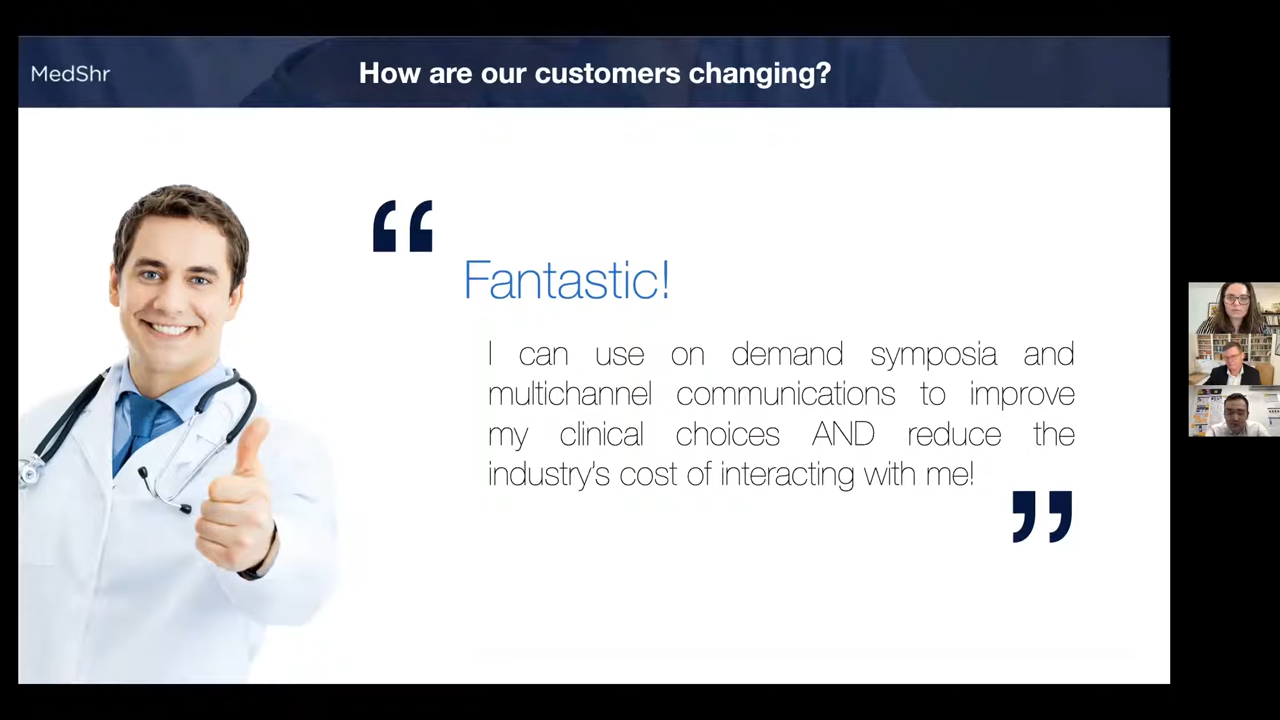 MedShr
How are our customers changing?
“
Fantastic!
I can use on demand symposia and
multichannel communications to improve
my clinical choices AND reduce the
industry’s cost of interacting with me!
”